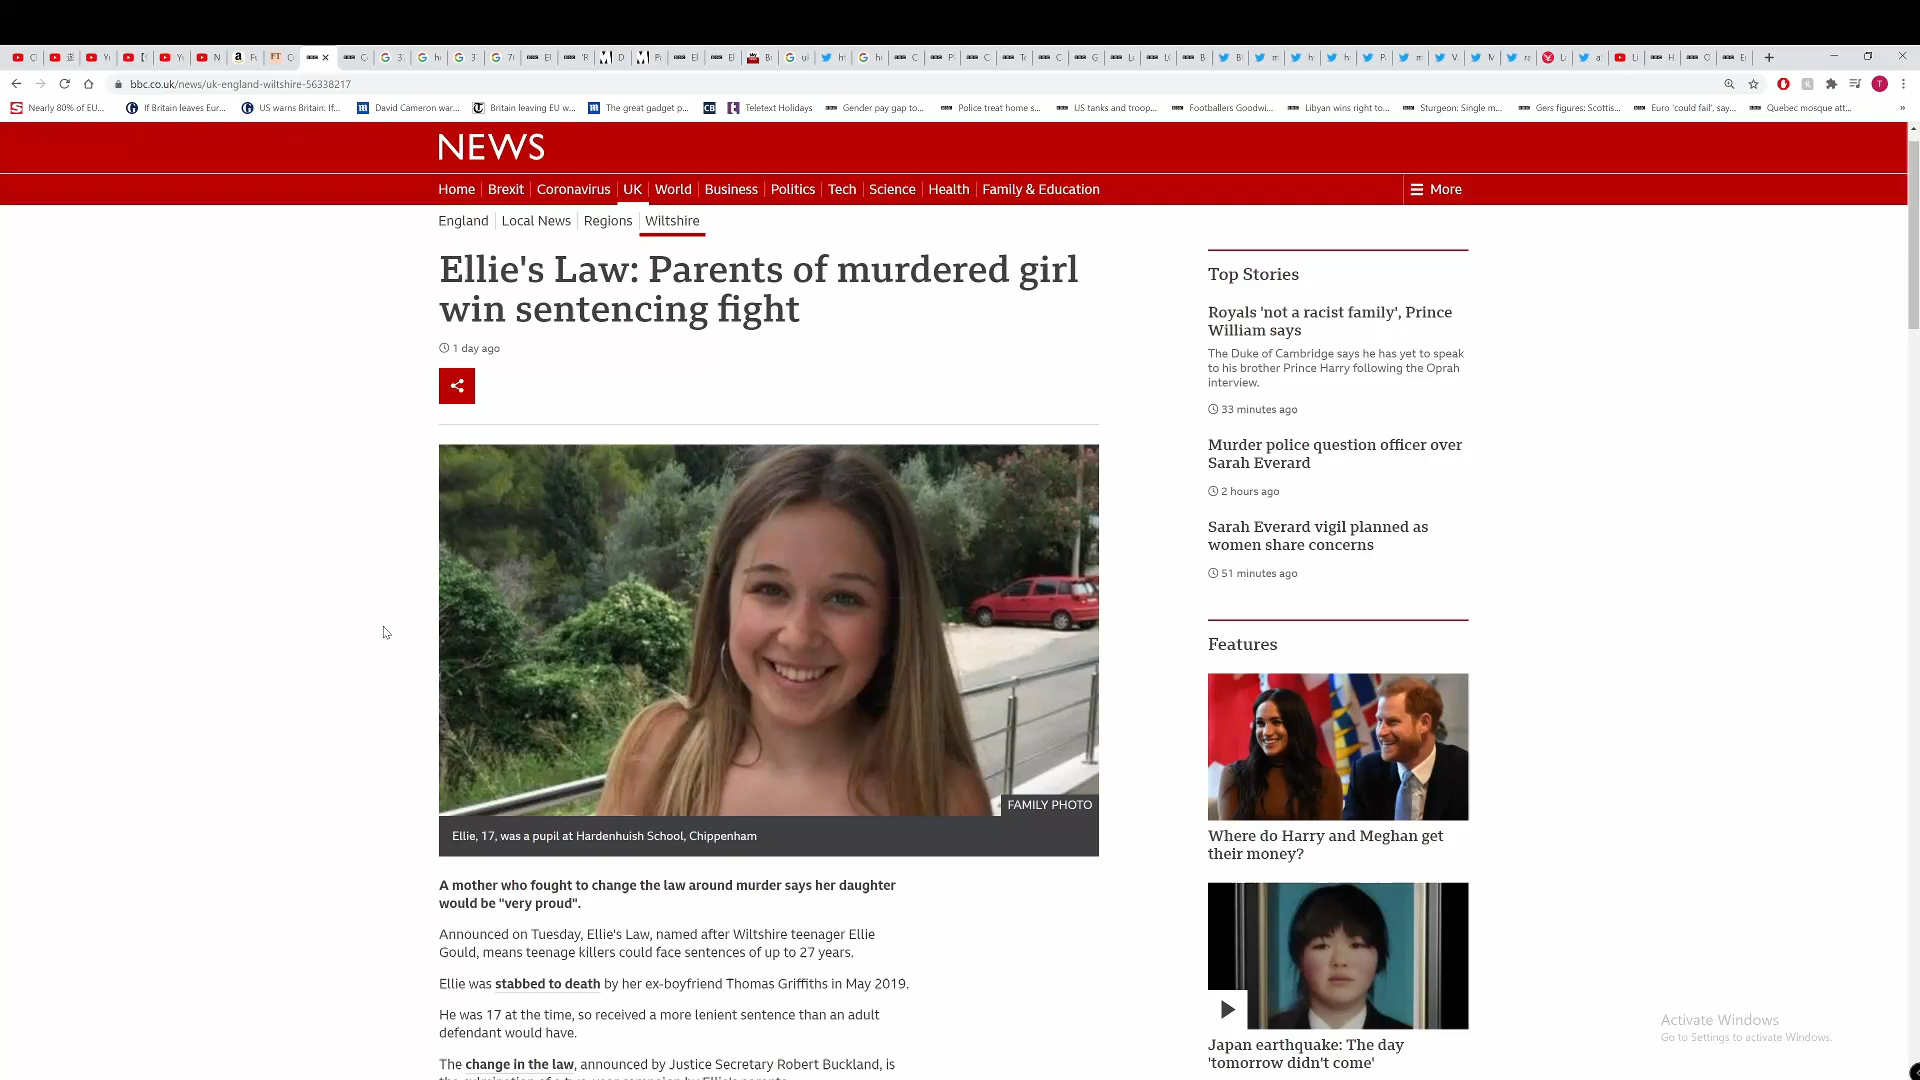 bbc.co.uk/news/uk-england-wiltshire-56338217
Nearly 80% of EU...
If Britain leaves Eur...
US warns Britain: If...
David Cameron war...
Britain leaving EU w...
The great gadget p...
Teletext Holidays
Gender pay gap to...
Police treat home s...
US tanks and troop...
Footballers Goodwi...
Libyan wins right to...
Sturgeon: Single m...
Gers figures: Scottis...
Euro 'could fail', say...
Quebec mosque att...
NEWS
Home
Brexit
Coronavirus
UK
World
Business
Politics
Tech
Science
Health
Family & Education
More
England
Local News
Regions
Wiltshire
Ellie's Law: Parents of murdered girl
win sentencing fight
1 day ago
FAMILY PHOTO
Ellie, 17, was a pupil at Hardenhuish School, Chippenham
A mother who fought to change the law around murder says her daughter
would be "very proud".
Announced on Tuesday, Ellie's Law, named after Wiltshire teenager Ellie
Gould, means teenage killers could face sentences of up to 27 years.
Ellie was stabbed to death by her ex-boyfriend Thomas Griffiths in May 2019.
He was 17 at the time, so received a more lenient sentence than an adult
defendant would have.
The change in the law, announced by Justice Secretary Robert Buckland, is
Top Stories
Royals 'not a racist family', Prince
William says
The Duke of Cambridge says he has yet to speak
to his brother Prince Harry following the Oprah
interview.
33 minutes ago
Murder police question officer over
Sarah Everard
2 hours ago
Sarah Everard vigil planned as
women share concerns
51 minutes ago
Features
Where do Harry and Meghan get
their money?
Japan earthquake: The day
'tomorrow didn't come'
Activate Windows
Go to Settings to activate Windows.